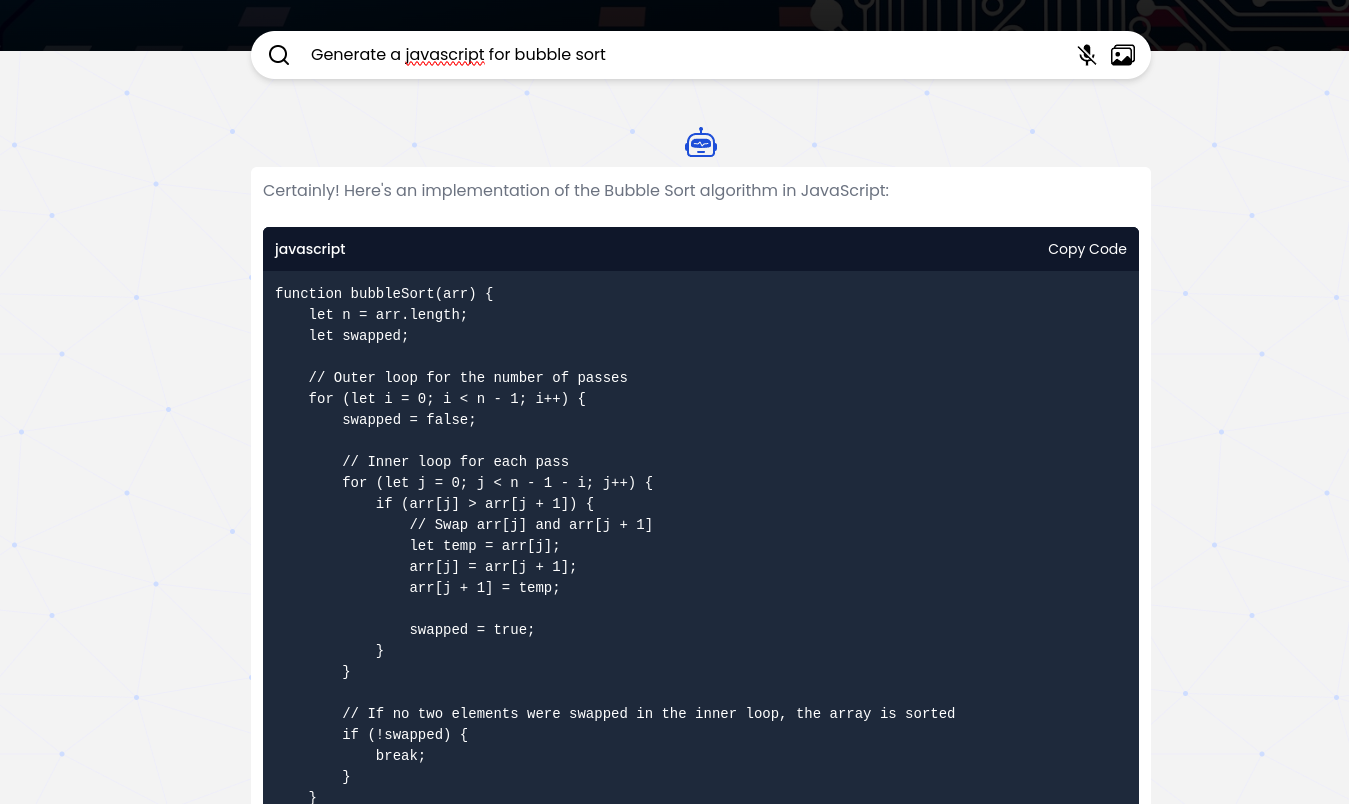 Generate a javascript for bubble sort
Certainly! Here's an implementation of the Bubble Sort algorithm in JavaScript:
javascript Copy Code
function bubbleSort(arr) {
    let n = arr.length;
    let swapped;

    // Outer loop for the number of passes
    for (let i = 0; i < n - 1; i++) {
        swapped = false;

        // Inner loop for each pass
        for (let j = 0; j < n - 1 - i; j++) {
            if (arr[j] > arr[j + 1]) {
                // Swap arr[j] and arr[j + 1]
                let temp = arr[j];
                arr[j] = arr[j + 1];
                arr[j + 1] = temp;

                swapped = true;
            }
        }

        // If no two elements were swapped in the inner loop, the array is sorted
        if (!swapped) {
            break;
        }
    }